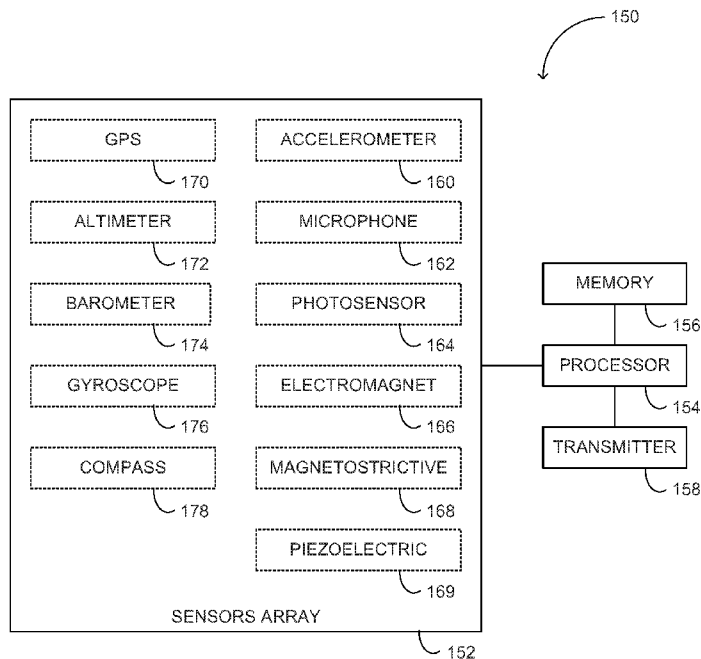 150
GPS
170
ACCELEROMETER
160
ALTIMETER
172
MICROPHONE
162
BAROMETER
174
PHOTOSENSOR
164
GYROSCOPE
176
ELECTROMAGNET
166
COMPASS
178
MAGNETOSTRICTIVE
168
PIEZOELECTRIC
169
SENSORS ARRAY
152
MEMORY
156
PROCESSOR
154
TRANSMITTER
158